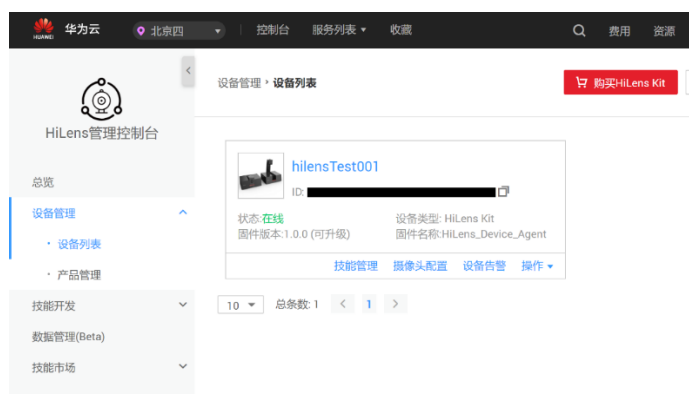 HUAWEI 华为云 北京四 控制台 服务列表 收藏 费用 资源
设备管理 › 设备列表 购买HiLens Kit
HiLens管理控制台
总览
设备管理
· 设备列表
· 产品管理
技能开发
数据管理(Beta)
技能市场
hilensTest001
ID:
状态:在线 设备类型: HiLens Kit
固件版本:1.0.0 (可升级) 固件名称:HiLens_Device_Agent
技能管理 摄像头配置 设备告警 操作
10 总条数: 1 < 1 >